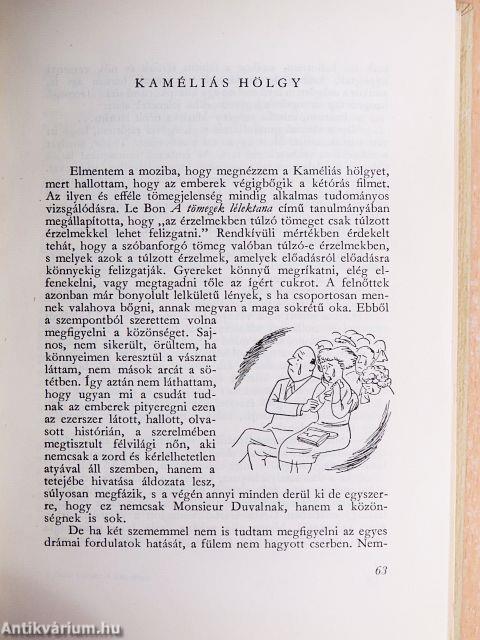 KAMÉLIÁS HÖLGY
Elmentem a moziba, hogy megnézzem a Kaméliás hölgyet,
mert hallottam, hogy az emberek végigbőgik a kétórás filmet.
Az ilyen és efféle tömegjelenség mindig alkalmas tudományos
vizsgálódásra. Le Bon A tömegek lélektana című tanulmányában
megállapította, hogy „az érzelmekben túlzó tömeget csak túlzott
érzelmekkel lehet felizgatni.” Rendkívüli mértékben érdekelt
tehát, hogy a szóbanforgó tömeg valóban túlzó-e érzelmekben,
s melyek azok a túlzott érzelmek, amelyek előadásról előadásra
könnyekig felizgatják. Gyereket könnyű megríkatni, elég el-
fenekelni, vagy megtagadni tőle az ígért cukrot. A felnőttek
azonban már bonyolult lelkületű lények, s ha csoportosan men-
nek valahova bőgni, annak megvan a maga sokrétű oka. Ebből
a szempontból szerettem volna
megfigyelni a közönséget. Saj-
nos, nem sikerült, örültem, ha
könnyeimen keresztül a vásznat
láttam, nem mások arcát a sö-
tétben. Így aztán nem láthattam,
hogy ugyan mi a csudát tud-
nak az emberek pityeregni ezen
az ezerszer látott, hallott, olva-
sott histórián, a szerelmében
megtisztult félvilági nőn, aki
nemcsak a zord és kérlelhetetlen
atyával áll szemben, hanem a
tetejébe hivatása áldozata lesz,
súlyosan megfázik, s a végén annyi minden derül ki de egyszer-
re, hogy ez nemcsak Monsieur Duvalnak, hanem a közön-
ségnek is sok.
De ha két szememmel nem is tudtam megfigyelni az egyes
drámai fordulatok hatását, a fülem nem hagyott cserben. Nem-
63
Antikvárium.hu